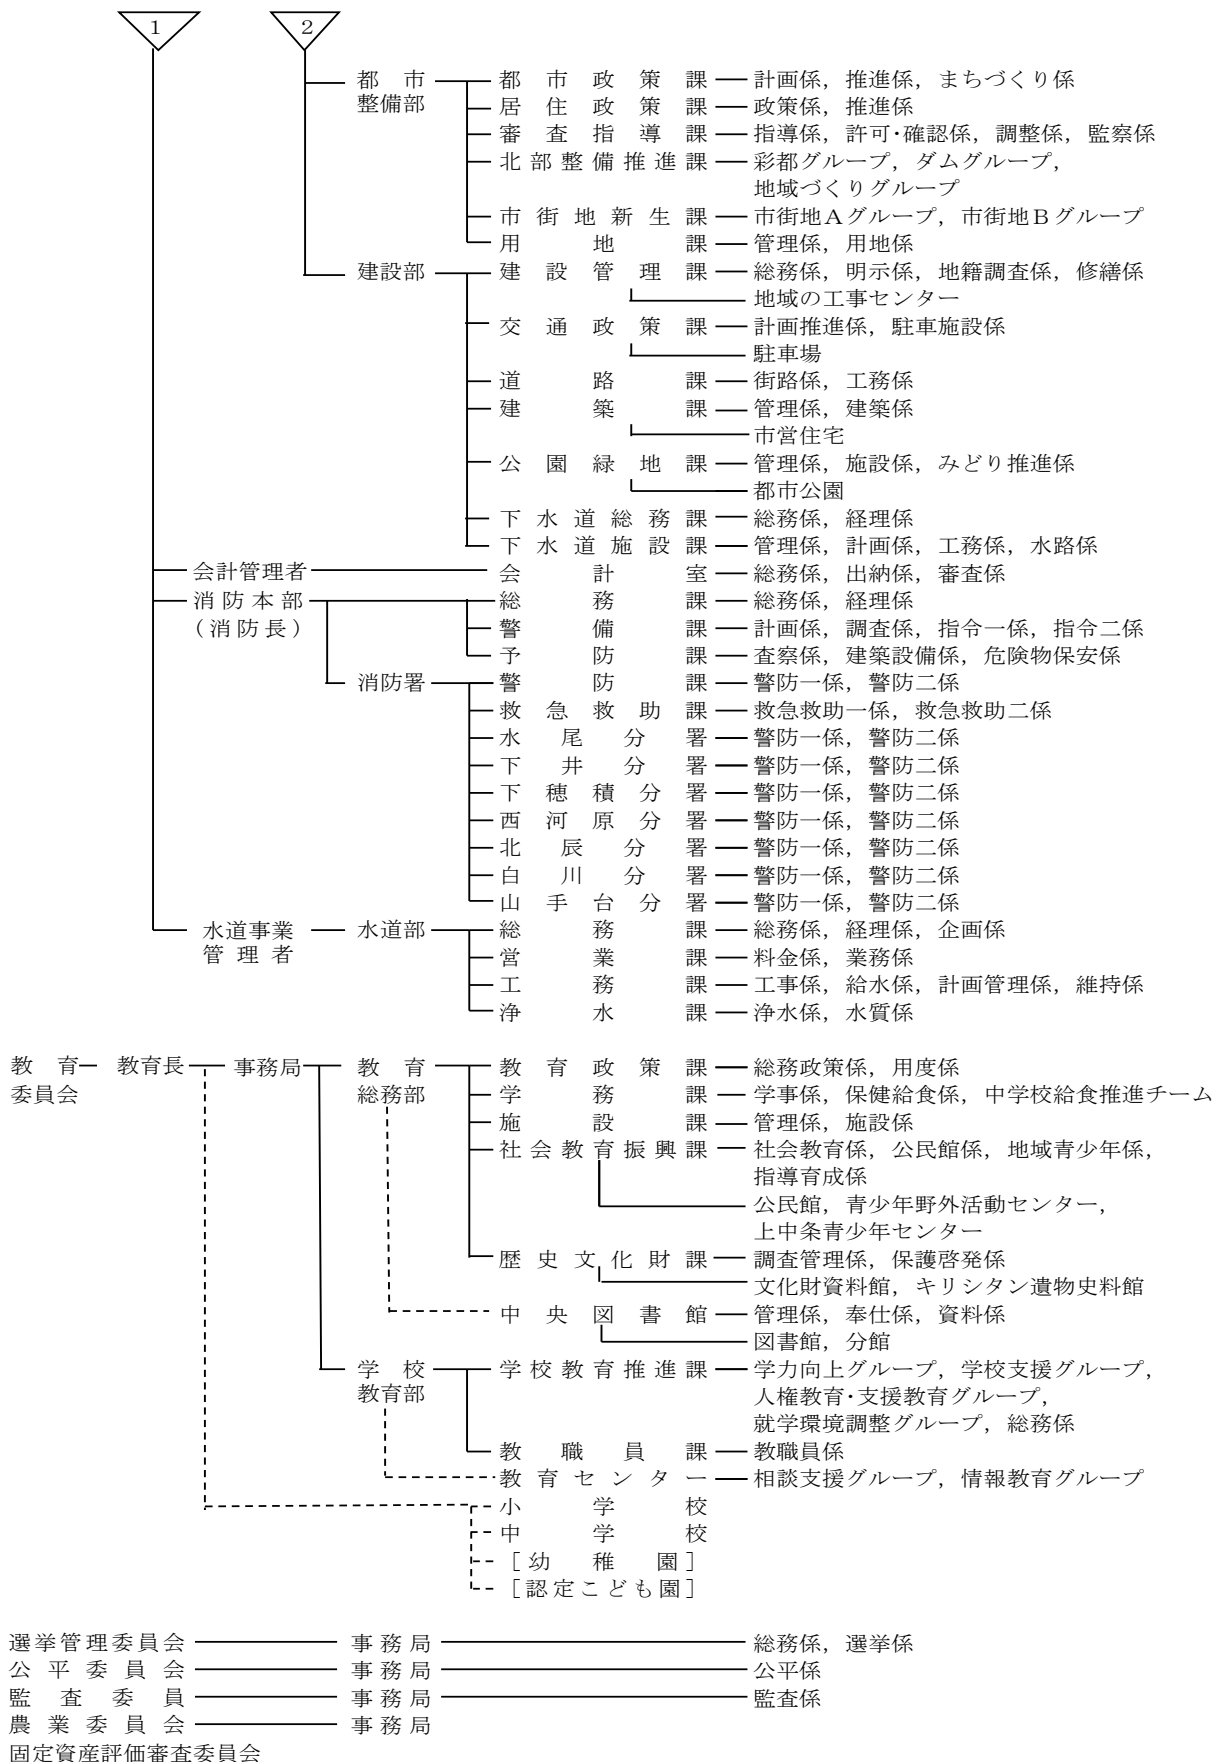 1 2
都市 都市政策課 計画係，推進係，まちづくり係
整備部 居住政策課 政策係，推進係
審査指導課 指導係，許可・確認係，調整係，監察係
北部整備推進課 彩都グループ，ダムグループ，
地域づくりグループ
市街地新生課 市街地Ａグループ，市街地Ｂグループ
用地課 管理係，用地係
建設部 建設管理課 総務係，明示係，地籍調査係，修繕係
地域の工事センター
交通政策課 計画推進係，駐車施設係
駐車場
道路課 街路係，工務係
建築課 管理係，建築係
市営住宅
公園緑地課 管理係，施設係，みどり推進係
都市公園
下水道総務課 総務係，経理係
下水道施設課 管理係，計画係，工務係，水路係
会計管理者 会計室 総務係，出納係，審査係
消防本部 総務課 総務係，経理係
（消防長） 警備課 計画係，調査係，指令一係，指令二係
予防課 査察係，建築設備係，危険物保安係
消防署 警防課 警防一係，警防二係
救急救助課 救急救助一係，救急救助二係
水尾分署 警防一係，警防二係
下井分署 警防一係，警防二係
下穂積分署 警防一係，警防二係
西河原分署 警防一係，警防二係
北辰分署 警防一係，警防二係
白川分署 警防一係，警防二係
山手台分署 警防一係，警防二係
水道事業 水道部 総務課 総務係，経理係，企画係
管理者 営業課 料金係，業務係
工務課 工事係，給水係，計画管理係，維持係
浄水課 浄水係，水質係
教育 教育長 事務局 教育 教育政策課 総務政策係，用度係
委員会 総務部 学務課 学事係，保健給食係，中学校給食推進チーム
施設課 管理係，施設係
社会教育振興課 社会教育係，公民館係，地域青少年係，
指導育成係
公民館，青少年野外活動センター，
上中条青少年センター
歴史文化財課 調査管理係，保護啓発係
文化財資料館，キリシタン遺物史料館
中央図書館 管理係，奉仕係，資料係
図書館，分館
学校 学校教育推進課 学力向上グループ，学校支援グループ，
教育部 人権教育・支援教育グループ，
就学環境調整グループ，総務係
教職員課 教職員係
教育センター 相談支援グループ，情報教育グループ
小学校
中学校
［幼稚園］
［認定こども園］
選挙管理委員会 事務局 総務係，選挙係
公平委員会 事務局 公平係
監査委員 事務局 監査係
農業委員会 事務局
固定資産評価審査委員会